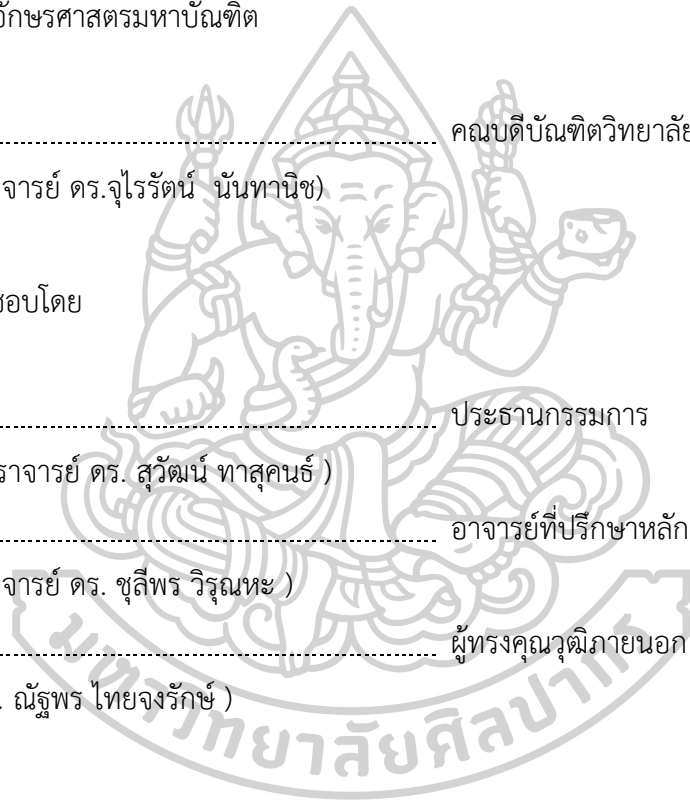 อักษรศาสตรมหาบัณฑิต
คณบดีบัณฑิตวิทยาลัย
จารย์ ดร.จุไรรัตน์ นันทานิช)
ชอบโดย
ประธานกรรมการ
ราจารย์ ดร. สุวัฒน์ ทาสุคนธ์ )
อาจารย์ที่ปรึกษาหลัก
จารย์ ดร. ชุลีพร วิรุณหะ )
ผู้ทรงคุณวุฒิภายนอก
. ณัฐพร ไทยจงรักษ์ )
มหาวิทยาลัยศิลปากร